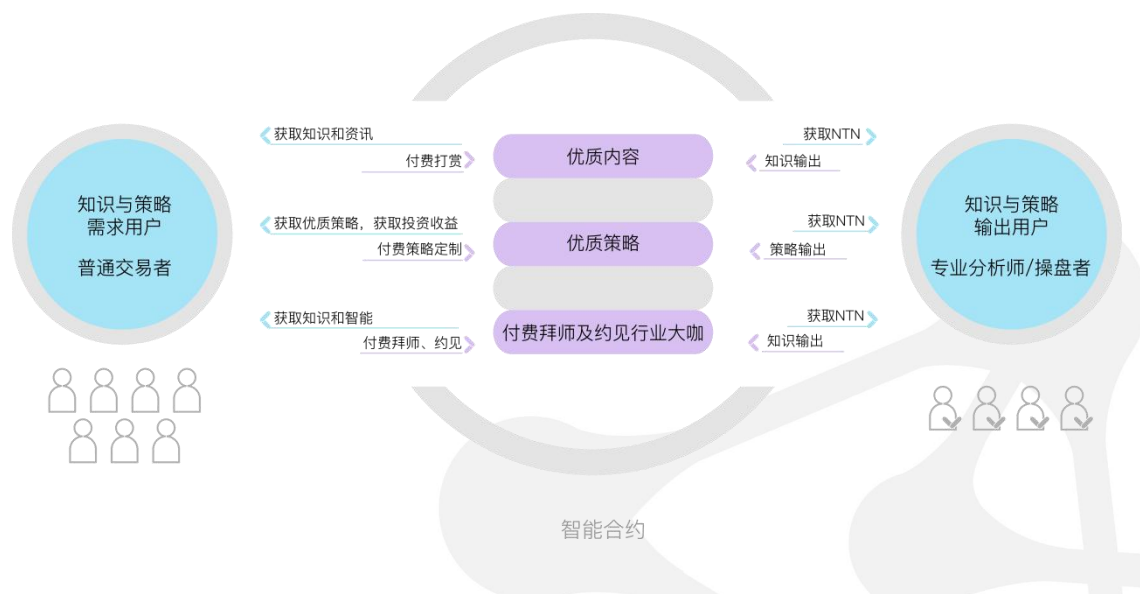 获取知识和资讯
获取NTN
优质内容
付费打赏
知识输出
知识与策略
需求用户
普通交易者
知识与策略
输出用户
专业分析师/操盘者
获取优质策略，获取投资收益
获取NTN
优质策略
付费策略定制
策略输出
获取知识和智能
获取NTN
付费拜师及约见行业大咖
付费拜师、约见
知识输出
智能合约